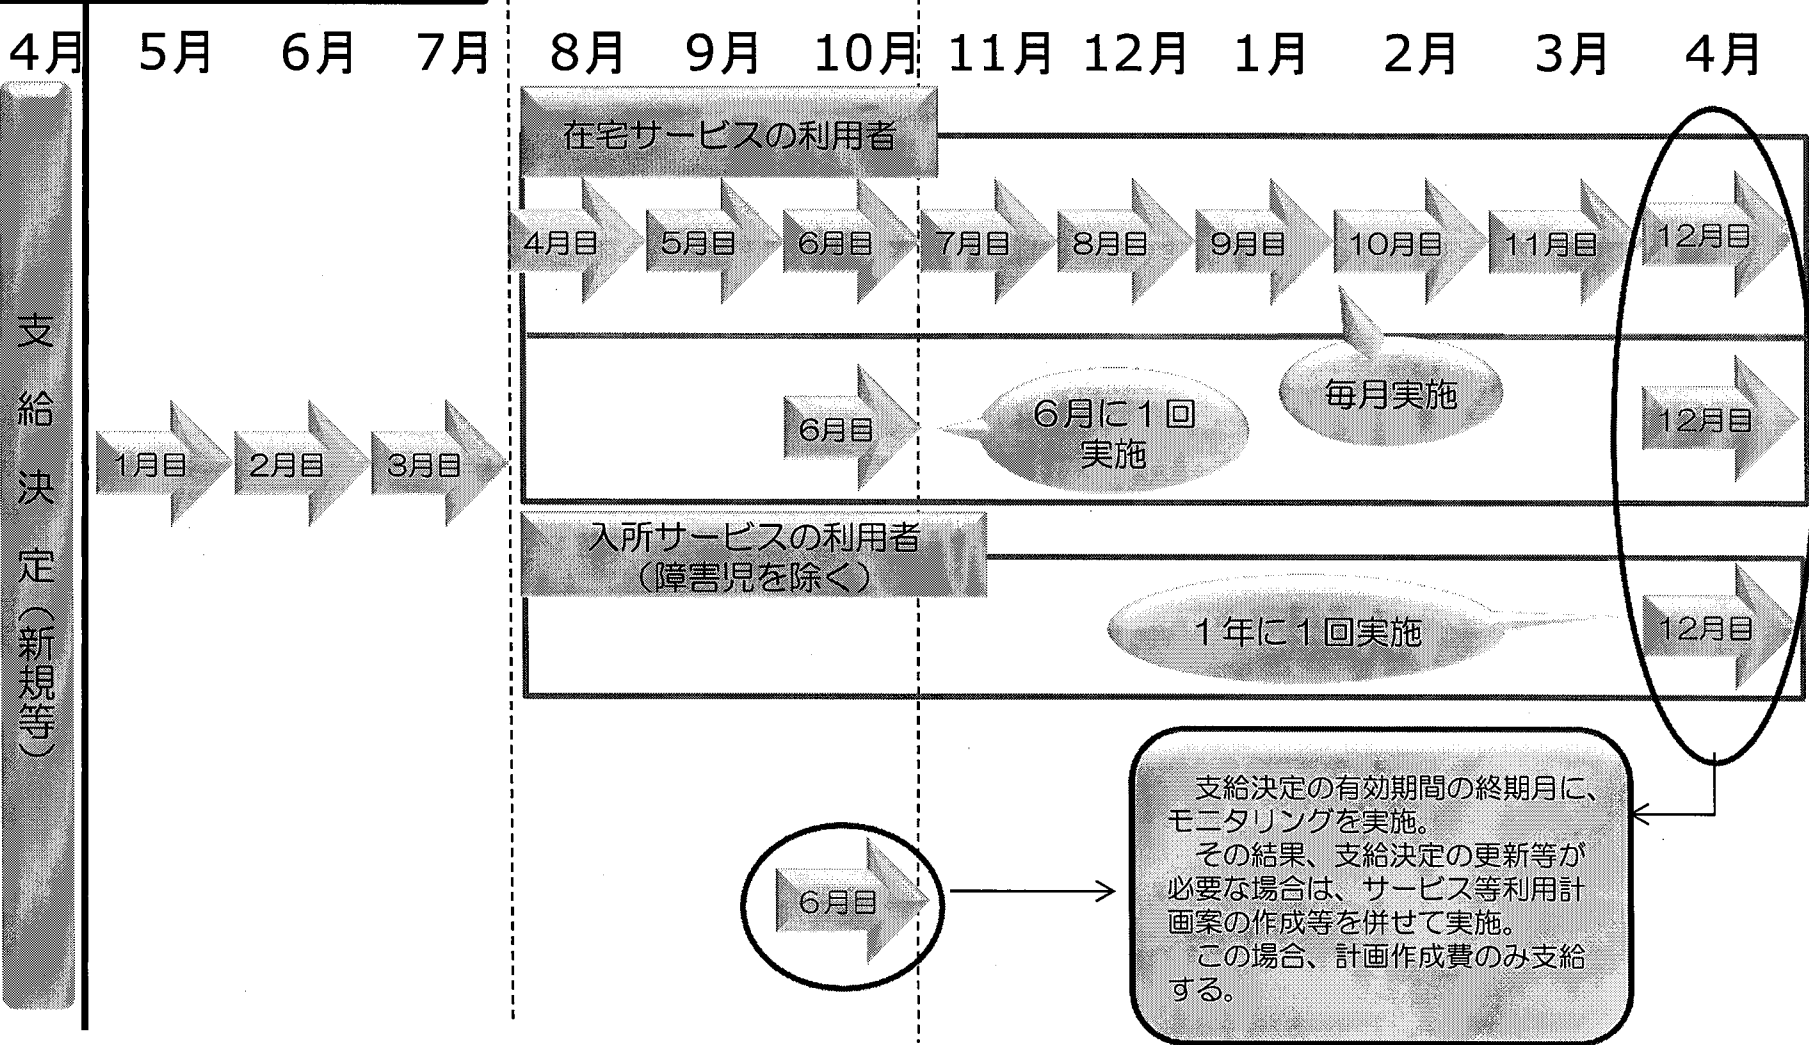 4月 5月 6月 7月 8月 9月 10月 11月 12月 1月 2月 3月 4月
支給決定（新規等）
1月目 2月目 3月目
在宅サービスの利用者
4月目 5月目 6月目 7月目 8月目 9月目 10月目 11月目 12月目
毎月実施
6月目
６月に１回
実施
12月目
入所サービスの利用者
（障害児を除く）
１年に１回実施
12月目
6月目
支給決定の有効期間の終期月に、
モニタリングを実施。
その結果、支給決定の更新等が
必要な場合は、サービス等利用計
画案の作成等を併せて実施。
この場合、計画作成費のみ支給
する。